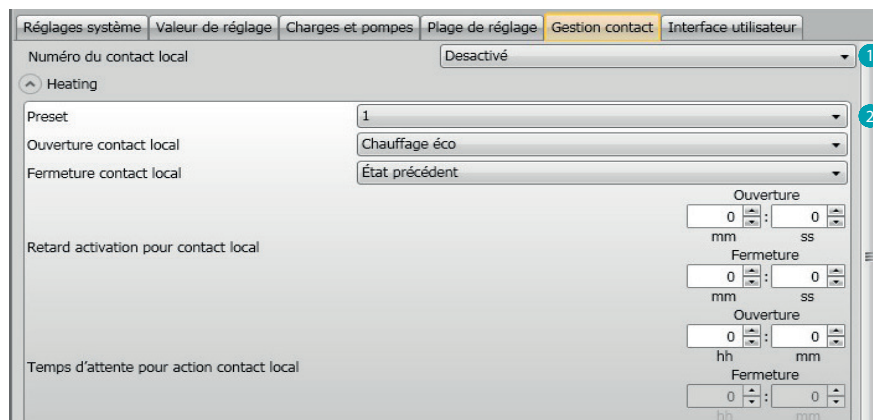 Réglages système Valeur de réglage Charges et pompes Plage de réglage Gestion contact Interface utilisateur
Numéro du contact local Desactivé 1
Heating
Preset 1 2
Ouverture contact local Chauffage éco
Fermeture contact local État précédent
Ouverture
0 : 0
mm ss
Retard activation pour contact local
Fermeture
0 : 0
mm ss
Ouverture
0 : 0
hh mm
Temps d'attente pour action contact local
Fermeture
0 : 0
hh mm